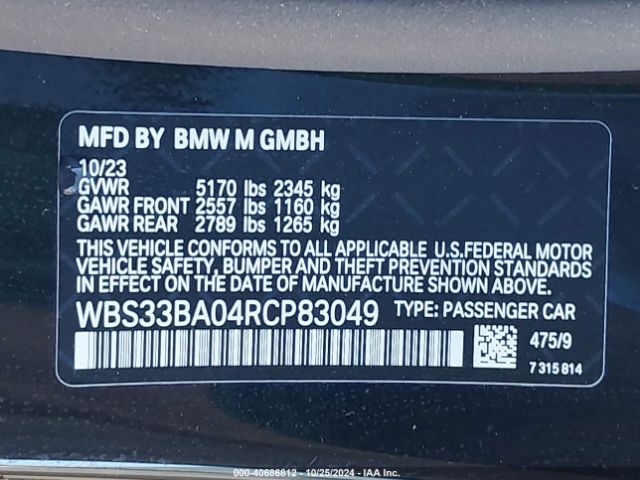 MFD BY BMW M GMBH
10/23
GVWR 5170 lbs 2345 kg
GAWR FRONT 2557 lbs 1160 kg
GAWR REAR 2789 lbs 1265 kg
THIS VEHICLE CONFORMS TO ALL APPLICABLE U.S.FEDERAL MOTOR
VEHICLE SAFETY, BUMPER AND THEFT PREVENTION STANDARDS
IN EFFECT ON THE DATE OF MANUFACTURE SHOWN ABOVE.
WBS33BA04RCP83049 TYPE: PASSENGER CAR
475/9
7 315 814
000-40686812 - 10/25/2024 - IAA Inc.